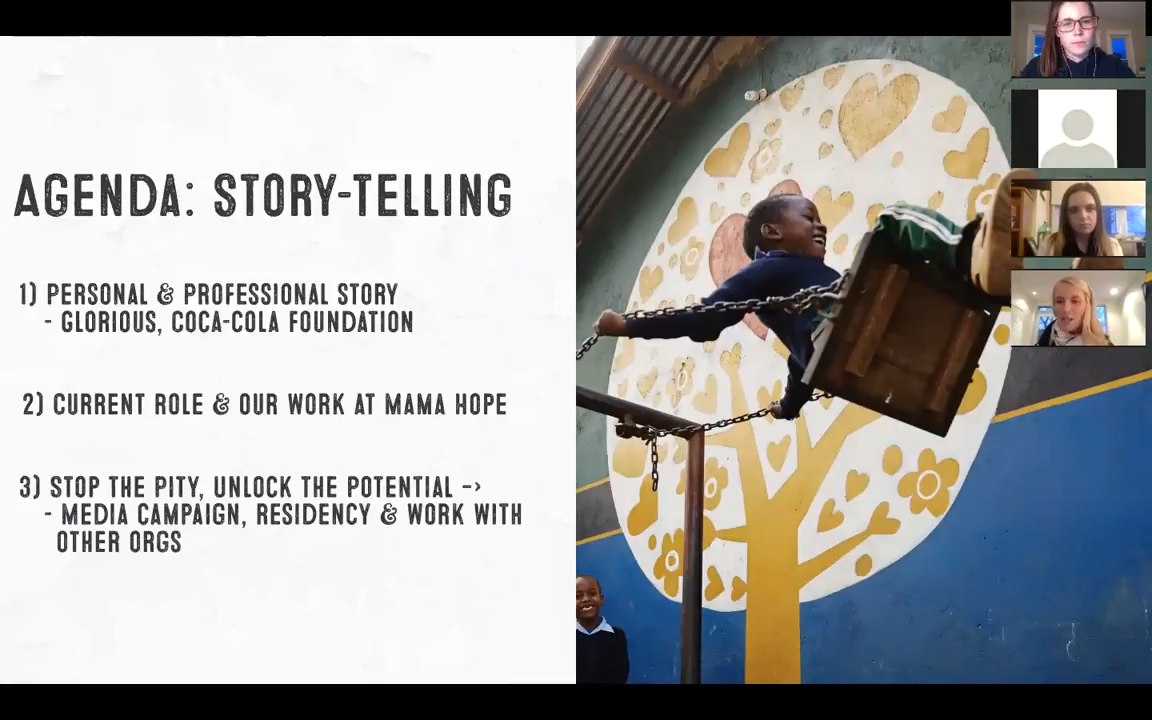 AGENDA: STORY-TELLING
1) PERSONAL & PROFESSIONAL STORY
- GLORIOUS, COCA-COLA FOUNDATION
2) CURRENT ROLE & OUR WORK AT MAMA HOPE
3) STOP THE PITY, UNLOCK THE POTENTIAL ->
- MEDIA CAMPAIGN, RESIDENCY & WORK WITH
OTHER ORGS